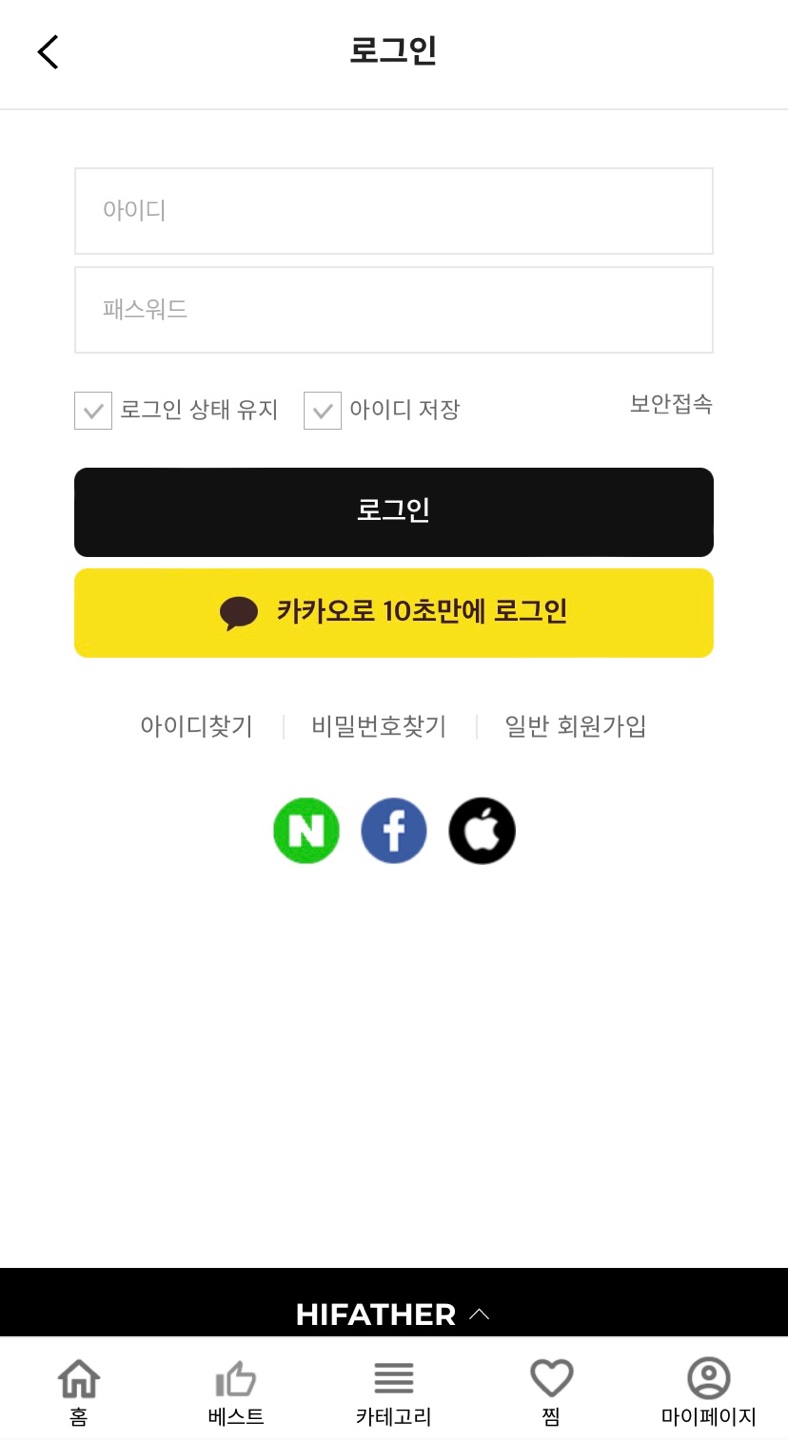 로그인
아이디
패스워드
로그인 상태 유지 아이디 저장 보안접속
로그인
카카오로 10초만에 로그인
아이디찾기 비밀번호찾기 일반 회원가입
N f
HIFATHER
홈 베스트 카테고리 찜 마이페이지